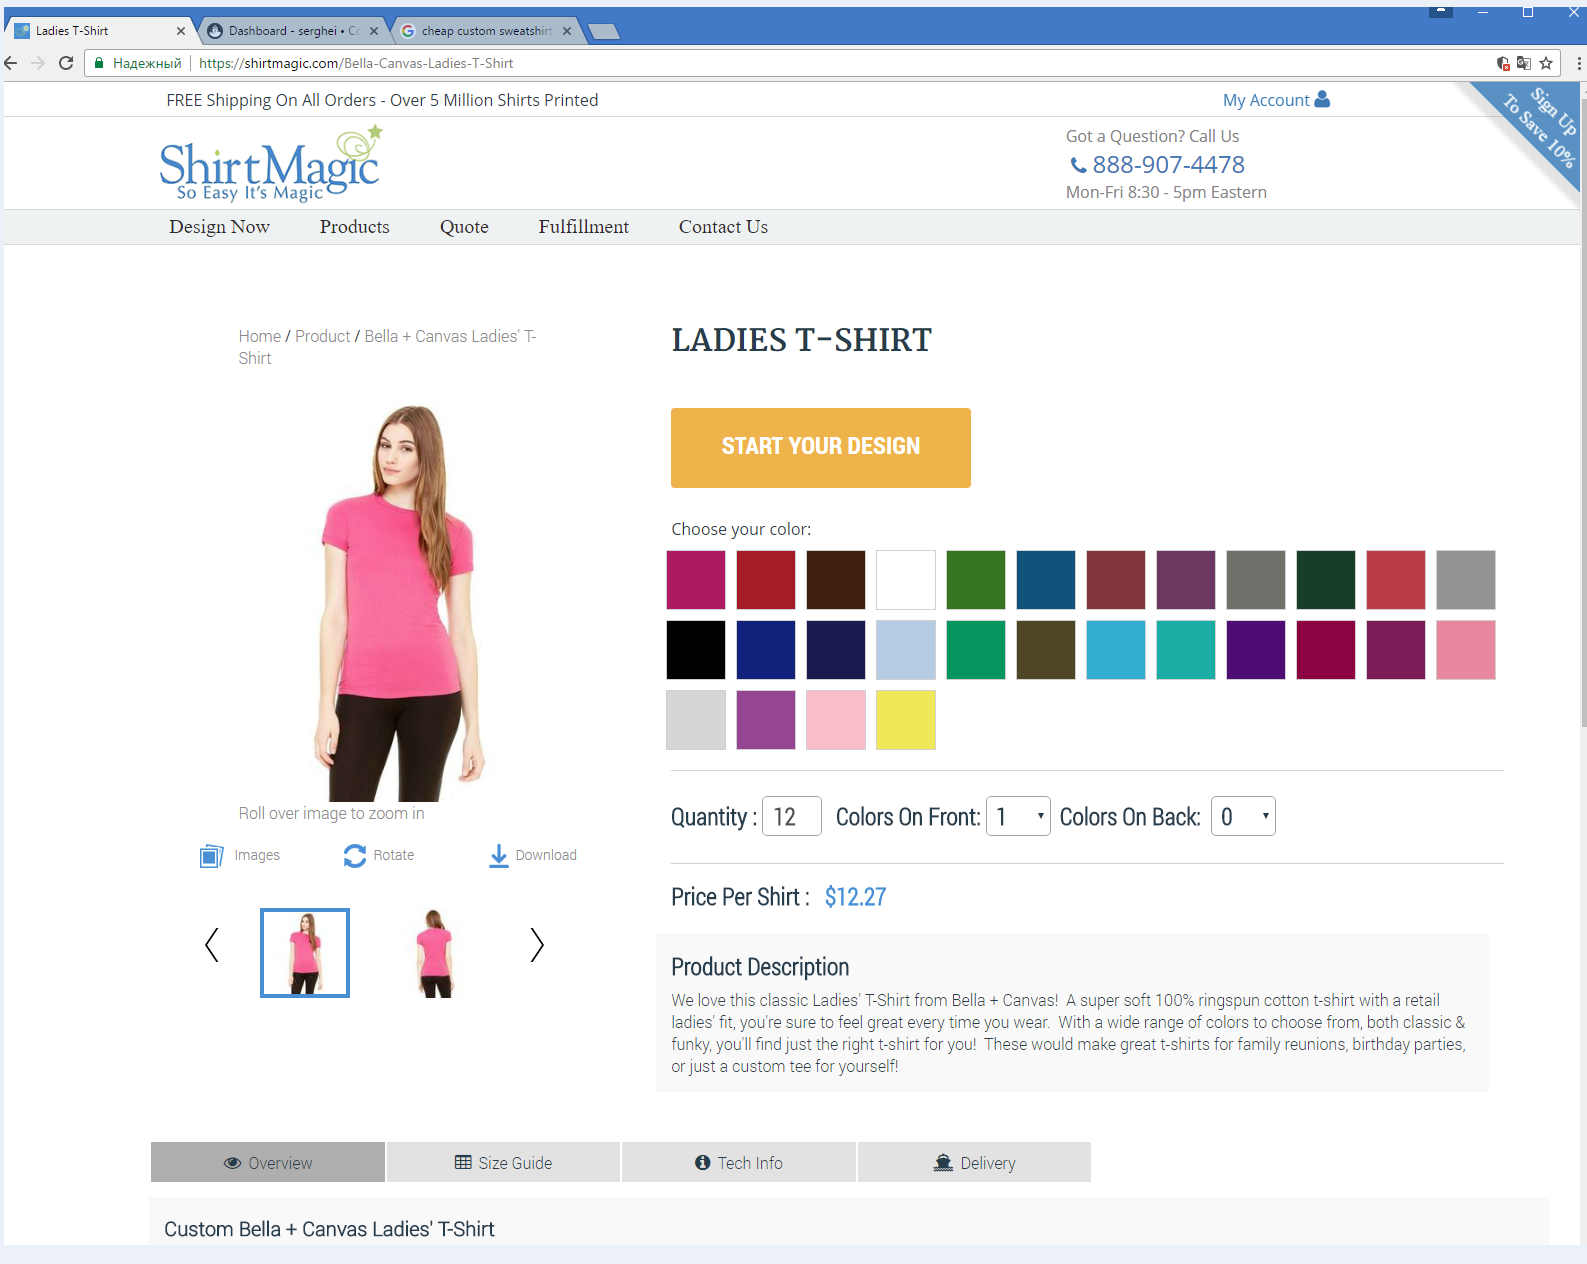 Ladies T-Shirt
Dashboard - serghei • Cc
cheap custom sweatshirt
Надежный
https://shirtmagic.com/Bella-Canvas-Ladies-T-Shirt
FREE Shipping On All Orders - Over 5 Million Shirts Printed
My Account
Sign Up
To Save 10%
ShirtMagic
So Easy It's Magic
Got a Question? Call Us
888-907-4478
Mon-Fri 8:30 - 5pm Eastern
Design Now Products Quote Fulfillment Contact Us
Home / Product / Bella + Canvas Ladies' T-
Shirt
LADIES T-SHIRT
START YOUR DESIGN
Choose your color:
Roll over image to zoom in
Images Rotate Download
Quantity : 12 Colors On Front: 1 Colors On Back: 0
Price Per Shirt : $12.27
Product Description
We love this classic Ladies' T-Shirt from Bella + Canvas! A super soft 100% ringspun cotton t-shirt with a retail
ladies' fit, you're sure to feel great every time you wear. With a wide range of colors to choose from, both classic &
funky, you'll find just the right t-shirt for you! These would make great t-shirts for family reunions, birthday parties,
or just a custom tee for yourself!
Overview Size Guide Tech Info Delivery
Custom Bella + Canvas Ladies' T-Shirt